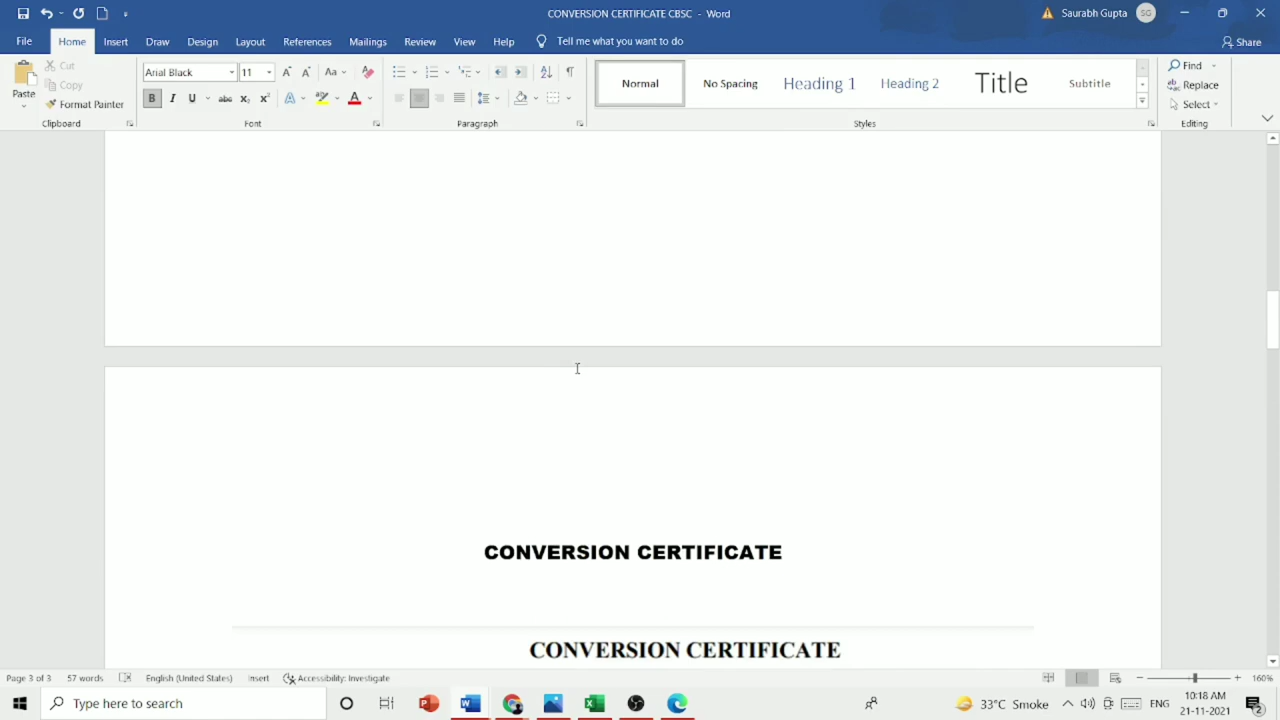 CONVERSION CERTIFICATE CBSC - Word
Saurabh Gupta SG
File Home Insert Draw Design Layout References Mailings Review View Help Tell me what you want to do Share
Paste
Cut
Copy
Format Painter
Clipboard
Arial Black 11
Font
Paragraph
Normal No Spacing Heading 1 Heading 2 Title Subtitle
Styles
Find
Replace
Select
Editing
CONVERSION CERTIFICATE
CONVERSION CERTIFICATE
Page 3 of 3 57 words English (United States) Insert Accessibility: Investigate 160%
Type here to search
33°C Smoke ENG
10:18 AM
21-11-2021
2